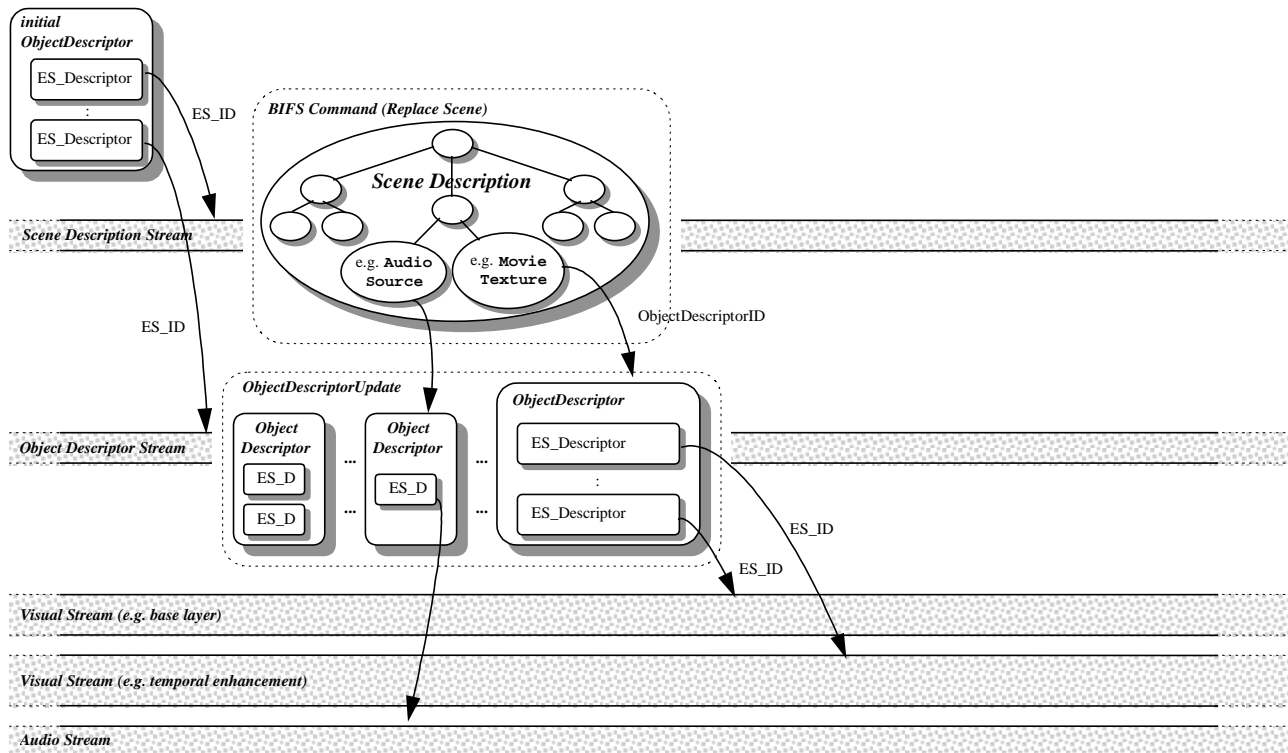 initial
ObjectDescriptor
ES_Descriptor
:
ES_Descriptor
ES_ID
BIFS Command (Replace Scene)
Scene Description
Scene Description Stream
e.g. Audio
Source
e.g. Movie
Texture
ES_ID
ObjectDescriptorID
ObjectDescriptorUpdate
Object
Descriptor
ES_D
ES_D
...
...
Object
Descriptor
ES_D
...
...
ObjectDescriptor
ES_Descriptor
:
ES_Descriptor
Object Descriptor Stream
ES_ID
ES_ID
Visual Stream (e.g. base layer)
Visual Stream (e.g. temporal enhancement)
Audio Stream